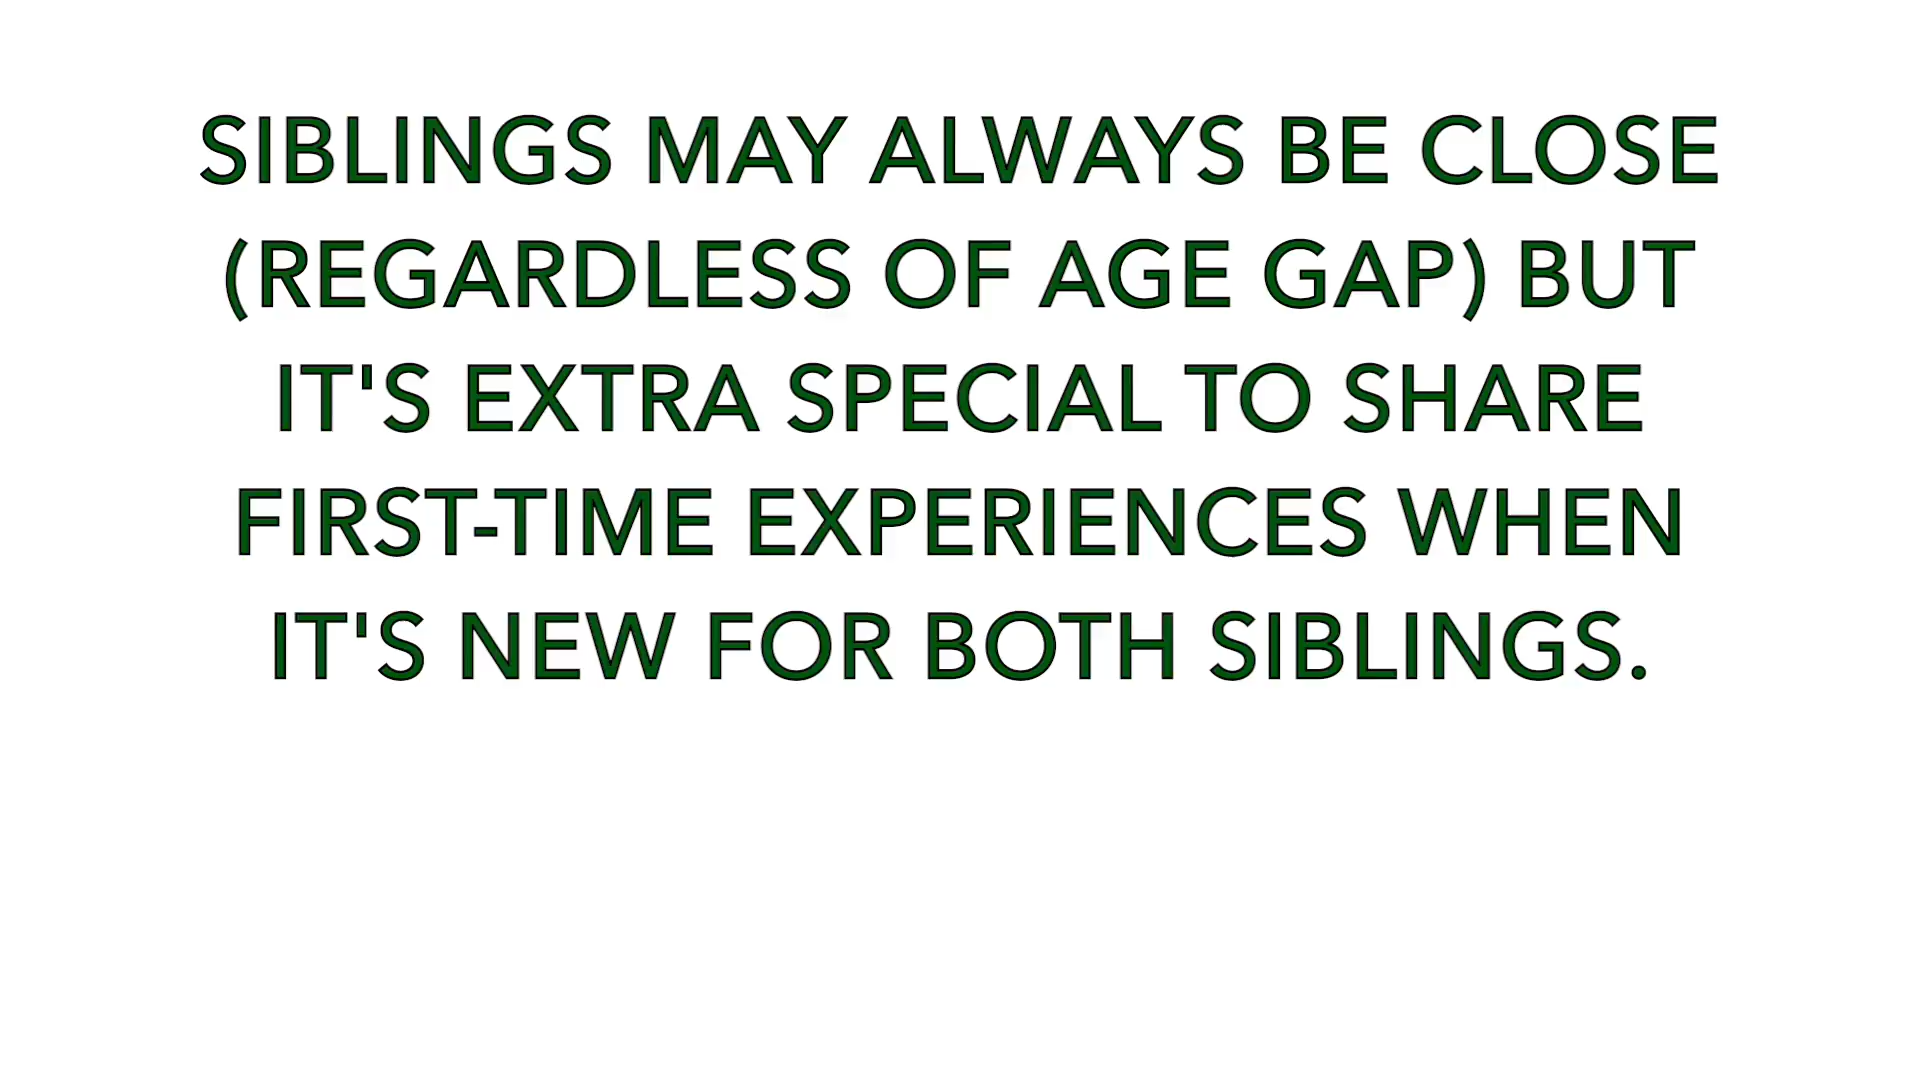 SIBLINGS MAY ALWAYS BE CLOSE
(REGARDLESS OF AGE GAP) BUT
IT'S EXTRA SPECIAL TO SHARE
FIRST-TIME EXPERIENCES WHEN
IT'S NEW FOR BOTH SIBLINGS.